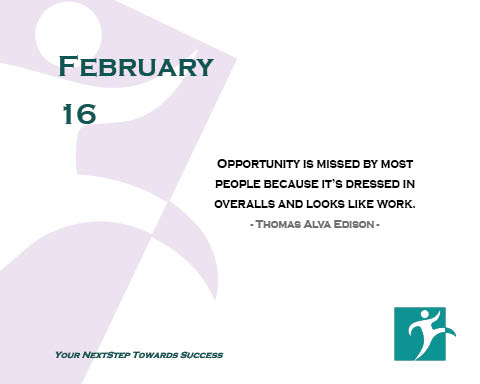 February
16
Opportunity is missed by most
people because it's dressed in
overalls and looks like work.
- Thomas Alva Edison -
Your NextStep Towards Success